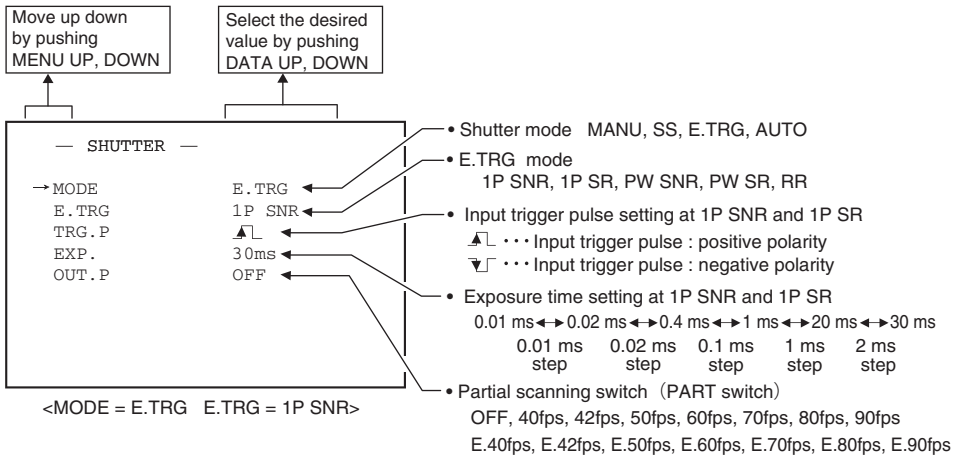 Move up down
by pushing
MENU UP, DOWN
Select the desired
value by pushing
DATA UP, DOWN
— SHUTTER —
→MODE E.TRG
E.TRG 1P SNR
TRG.P
EXP. 30ms
OUT.P OFF
<MODE = E.TRG E.TRG = 1P SNR>
• Shutter mode MANU, SS, E.TRG, AUTO
• E.TRG mode
1P SNR, 1P SR, PW SNR, PW SR, RR
• Input trigger pulse setting at 1P SNR and 1P SR
··· Input trigger pulse : positive polarity
··· Input trigger pulse : negative polarity
• Exposure time setting at 1P SNR and 1P SR
0.01 ms ↔ 0.02 ms ↔ 0.4 ms ↔ 1 ms ↔ 20 ms ↔ 30 ms
0.01 ms 0.02 ms 0.1 ms 1 ms 2 ms
step step step step step
• Partial scanning switch（PART switch）
OFF, 40fps, 42fps, 50fps, 60fps, 70fps, 80fps, 90fps
E.40fps, E.42fps, E.50fps, E.60fps, E.70fps, E.80fps, E.90fps